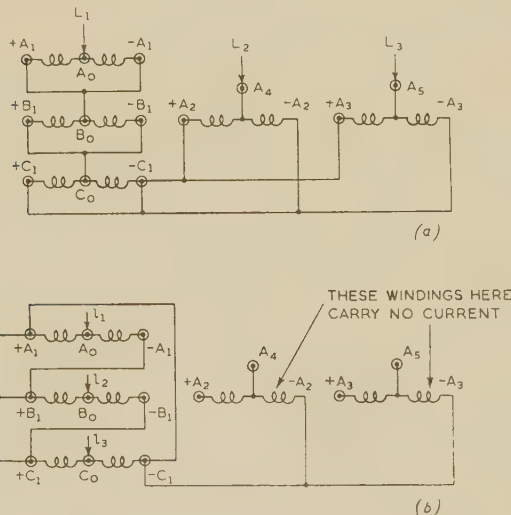 L1
L2
L3
+A1
A0
-A1
+B1
B0
-B1
+C1
C0
-C1
A4
+A2
-A2
A5
+A3
-A3
(a)
THESE WINDINGS HERE
CARRY NO CURRENT
l1
+A1
A0
-A1
l2
+B1
B0
-B1
l3
+C1
C0
-C1
A4
+A2
-A2
A5
+A3
-A3
(b)